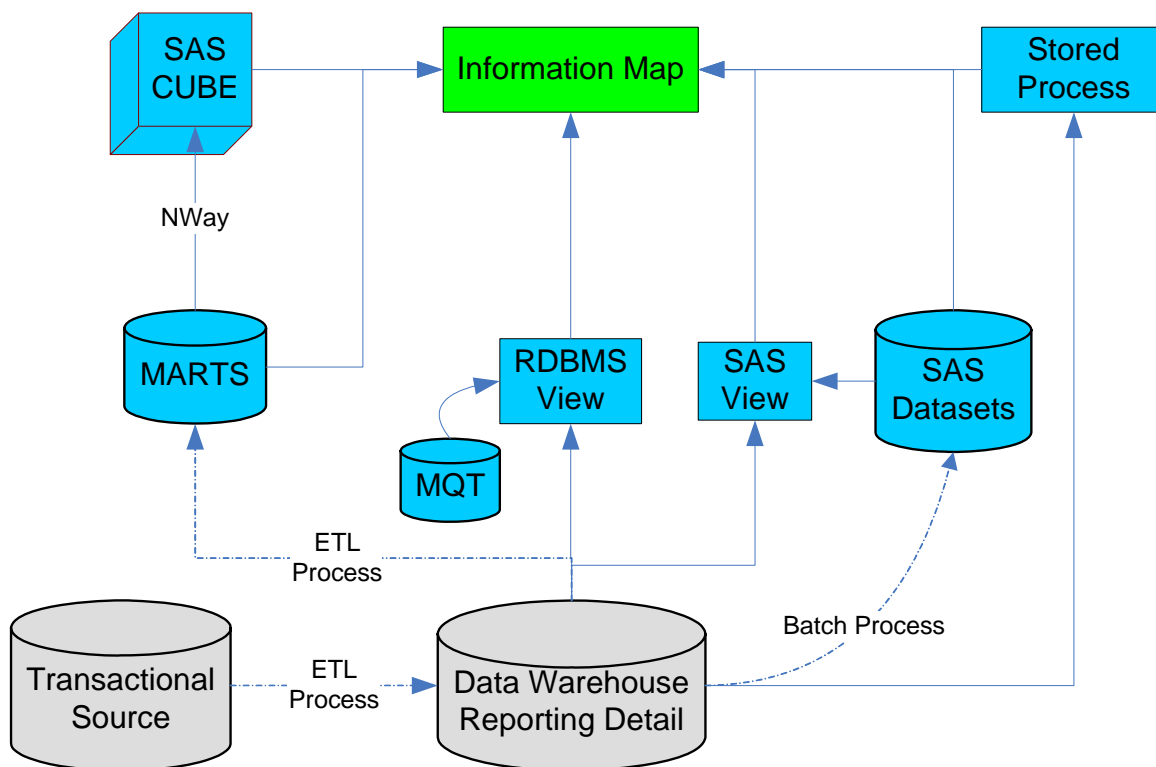 SAS
CUBE
Information Map
Stored
Process
NWay
MARTS
RDBMS
View
SAS
View
SAS
Datasets
MQT
ETL
Process
Batch Process
Transactional
Source
ETL
Process
Data Warehouse
Reporting Detail